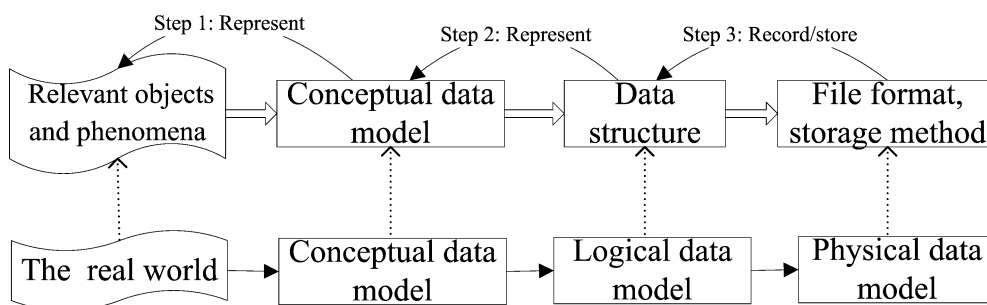 Step 1: Represent
Step 2: Represent
Step 3: Record/store
Relevant objects
and phenomena
Conceptual data
model
Data
structure
File format,
storage method
The real world
Conceptual data
model
Logical data
model
Physical data
model